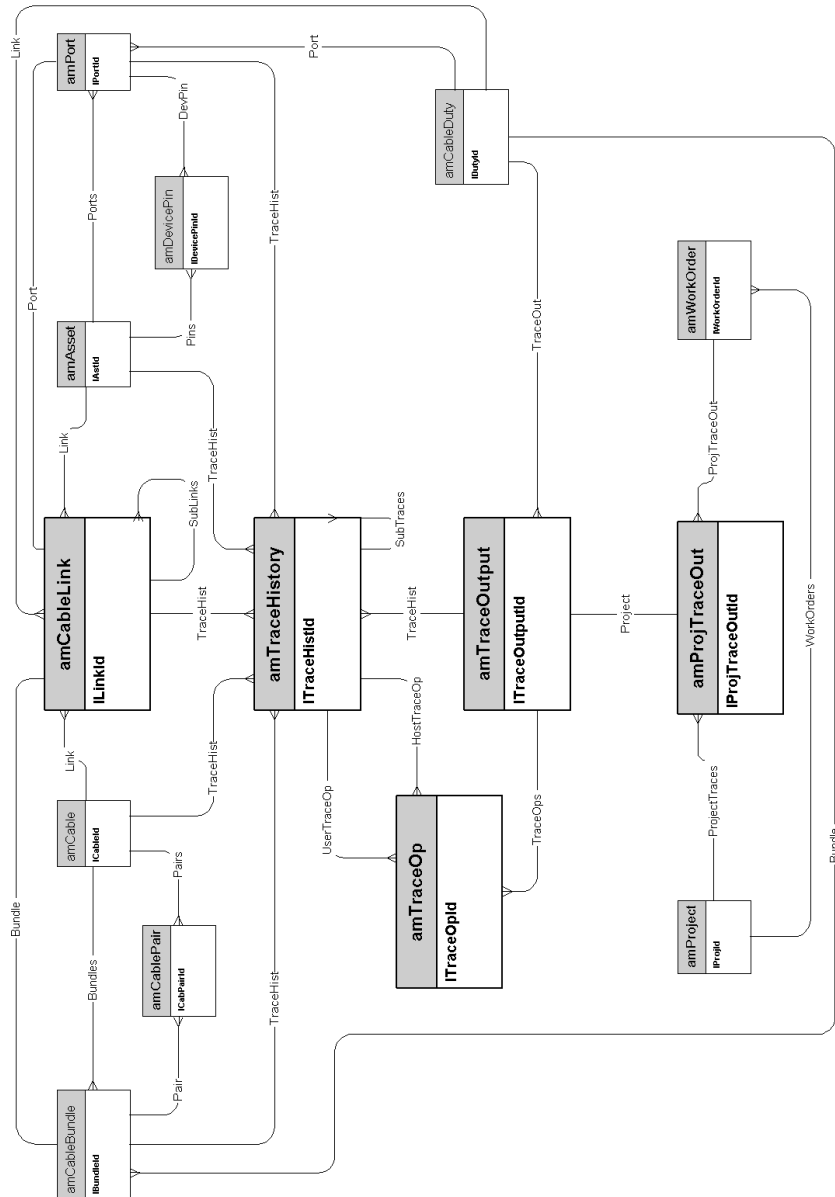 amCableBundle
lBundleId
Bundle
Bundles
Pair
amCablePair
lCabPairId
Pairs
amCable
lCableId
Link
TraceHist
TraceHist
amCableLink
lLinkId
SubLinks
TraceHist
Link
amAsset
lAstId
Port
Ports
Pins
amDevicePin
lDevicePinId
DevPin
amPort
lPortId
Link
TraceHist
TraceHist
amTraceHistory
lTraceHistId
SubTraces
TraceHist
HostTraceOp
UserTraceOp
amTraceOp
lTraceOpId
TraceOps
amTraceOutput
lTraceOutputId
TraceOut
Port
amCableDuty
lDutyId
Project
amProject
lProjId
ProjectTraces
amProjTraceOut
lProjTraceOutId
ProjTraceOut
amWorkOrder
lWorkOrderId
WorkOrders
Bundle